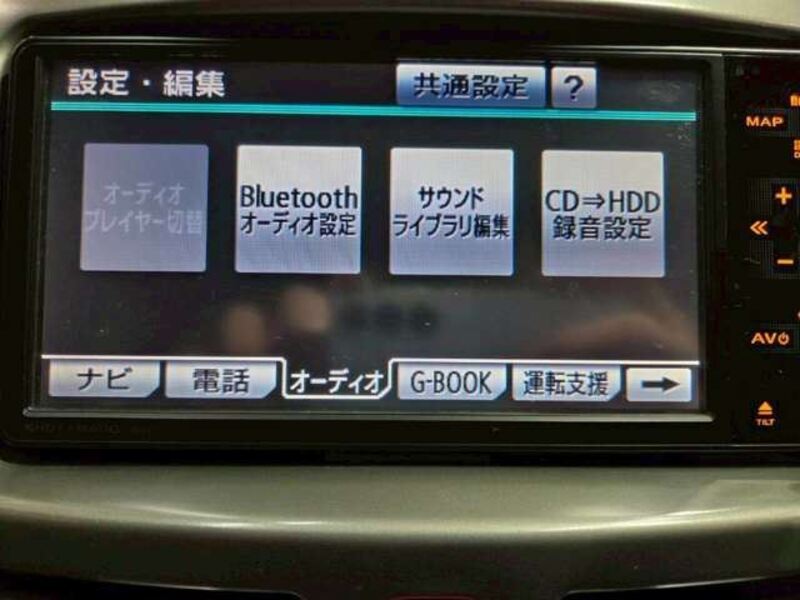 設定・編集
共通設定
?
オーディオ
プレイヤー切替
Bluetooth
オーディオ設定
サウンド
ライブラリ編集
CD⇒HDD
録音設定
ナビ
電話
オーディオ
G-BOOK
運転支援
→
MAP
+
≪
−
AV
TILT